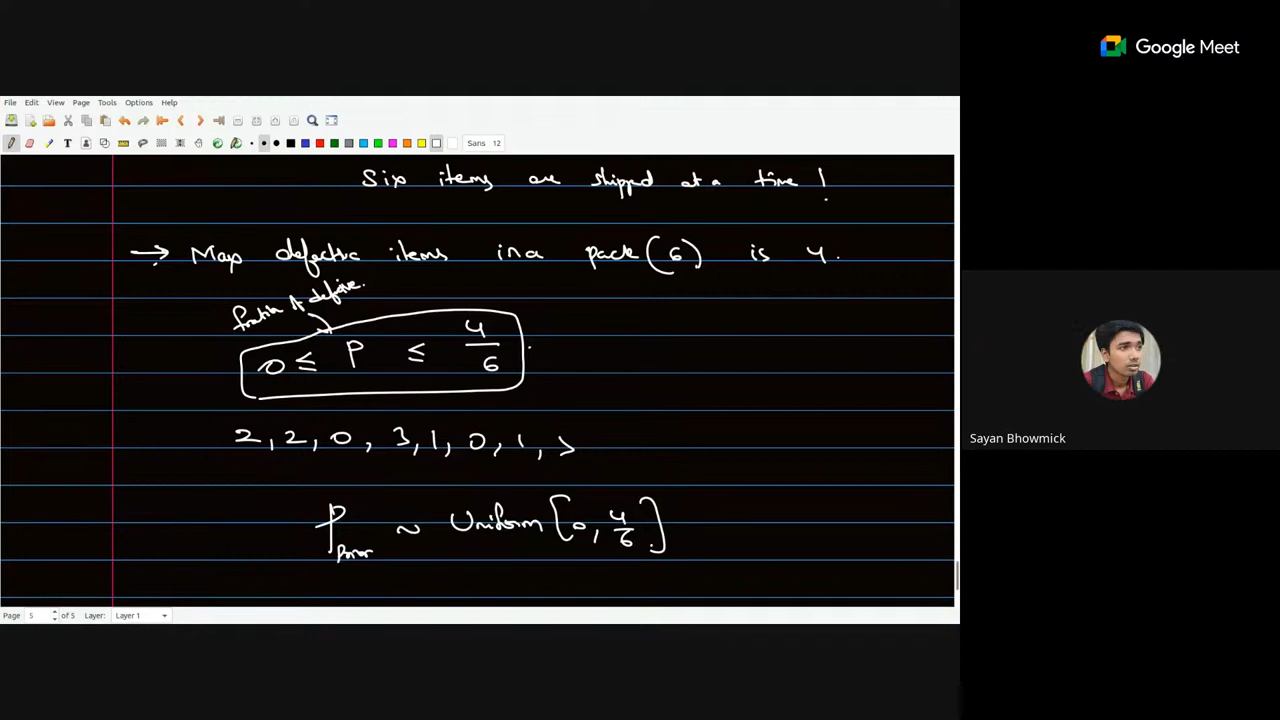 Google Meet
File Edit View Page Tools Options Help
Sans 12
Six items are shipped at a time !
→ Max defective items in a pack (6) is 4.
fraction of defective.
0 ≤ P ≤ 4/6
2, 2, 0, 3, 1, 0, 1,
P prior ~ Uniform [0, 4/6]
Sayan Bhowmick
Page 5 of 5 Layer: Layer 1